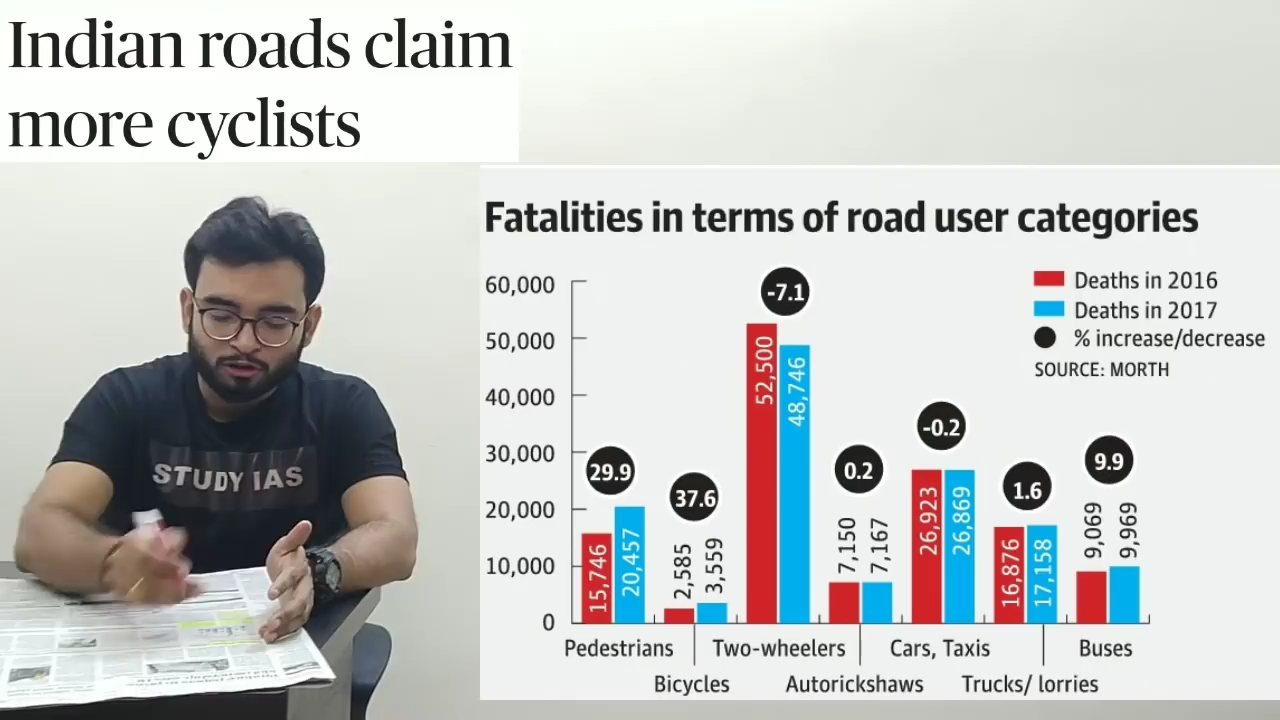 Indian roads claim
more cyclists
STUDY IAS
Fatalities in terms of road user categories
Deaths in 2016
Deaths in 2017
% increase/decrease
SOURCE: MORTH
60,000
50,000
40,000
30,000
20,000
10,000
0
29.9
37.6
-7.1
0.2
-0.2
1.6
9.9
15,746
20,457
2,585
3,559
52,500
48,746
7,150
7,167
26,923
26,869
16,876
17,158
9,069
9,969
Pedestrians
Bicycles
Two-wheelers
Autorickshaws
Cars, Taxis
Trucks/ lorries
Buses